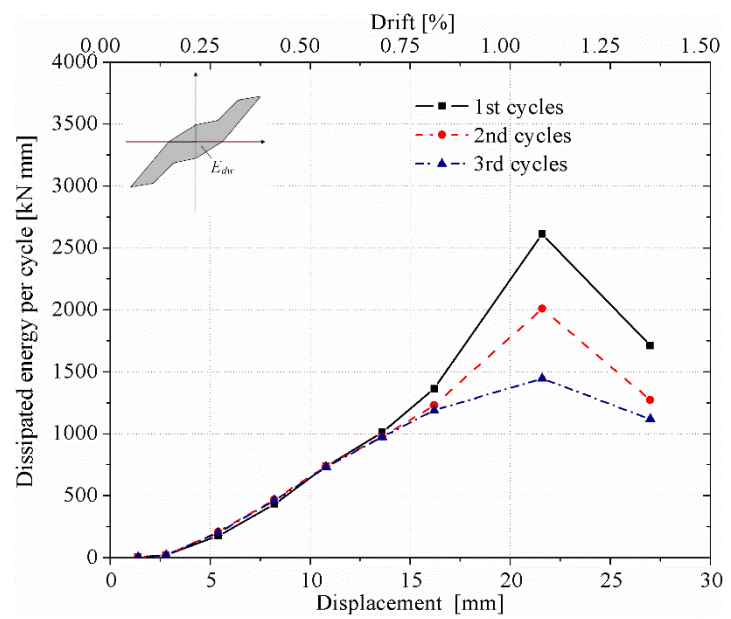 Drift [%]
0.00 0.25 0.50 0.75 1.00 1.25 1.50
4000
3500
3000
2500
2000
1500
1000
500
0
Dissipated energy per cycle [kN mm]
E_dw
1st cycles
2nd cycles
3rd cycles
0 5 10 15 20 25 30
Displacement [mm]